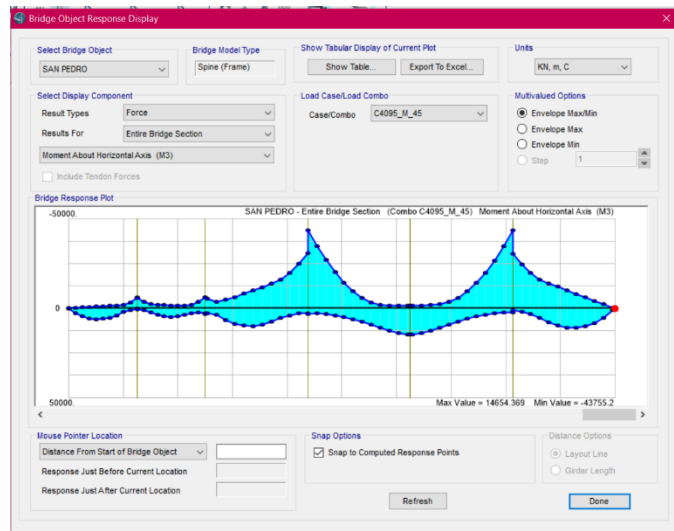 Bridge Object Response Display
Select Bridge Object
SAN PEDRO
Bridge Model Type
Spine (Frame)
Show Tabular Display of Current Plot
Show Table...
Export To Excel...
Units
KN, m, C
Select Display Component
Result Types
Force
Results For
Entire Bridge Section
Moment About Horizontal Axis (M3)
Include Tendon Forces
Load Case/Load Combo
Case/Combo
C4095_M_45
Multivalued Options
Envelope Max/Min
Envelope Max
Envelope Min
Step
1
Bridge Response Plot
-50000.
SAN PEDRO - Entire Bridge Section (Combo C4095_M_45) Moment About Horizontal Axis (M3)
0
50000.
Max Value = 14654.369 Min Value = -43755.2
Mouse Pointer Location
Distance From Start of Bridge Object
Response Just Before Current Location
Response Just After Current Location
Snap Options
Snap to Computed Response Points
Distance Options
Layout Line
Girder Length
Refresh
Done